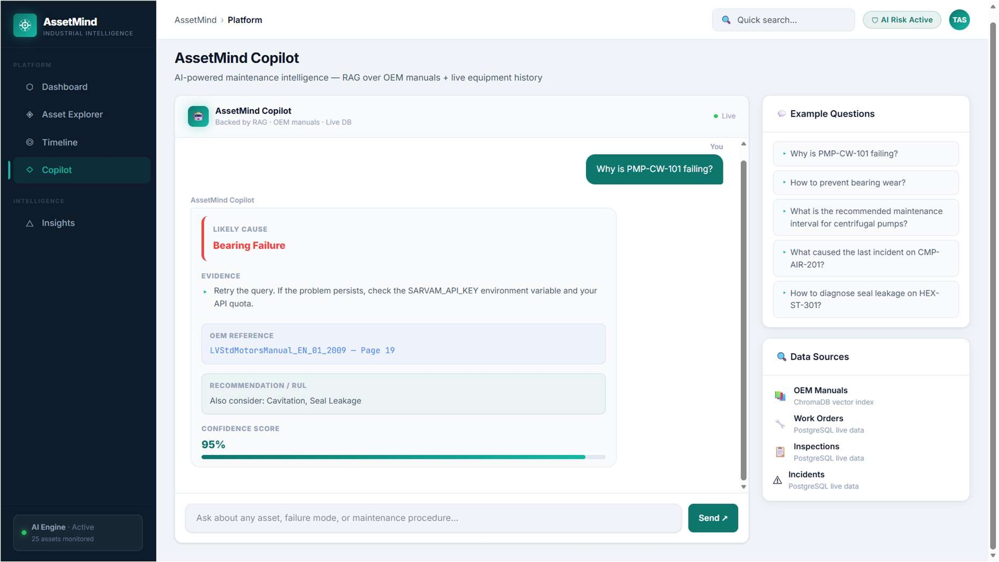 AssetMind
INDUSTRIAL INTELLIGENCE
PLATFORM
Dashboard
Asset Explorer
Timeline
Copilot
INTELLIGENCE
Insights
AI Engine · Active
25 assets monitored
AssetMind › Platform
Quick search...
AI Risk Active
TAS
AssetMind Copilot
AI-powered maintenance intelligence — RAG over OEM manuals + live equipment history
AssetMind Copilot
Backed by RAG · OEM manuals · Live DB
Live
You
Why is PMP-CW-101 failing?
AssetMind Copilot
LIKELY CAUSE
Bearing Failure
EVIDENCE
Retry the query. If the problem persists, check the SARVAM_API_KEY environment variable and your
API quota.
OEM REFERENCE
LVStdMotorsManual_EN_01_2009 — Page 19
RECOMMENDATION / RUL
Also consider: Cavitation, Seal Leakage
CONFIDENCE SCORE
95%
Ask about any asset, failure mode, or maintenance procedure...
Send ↗
Example Questions
Why is PMP-CW-101 failing?
How to prevent bearing wear?
What is the recommended maintenance
interval for centrifugal pumps?
What caused the last incident on CMP-
AIR-201?
How to diagnose seal leakage on HEX-
ST-301?
Data Sources
OEM Manuals
ChromaDB vector index
Work Orders
PostgreSQL live data
Inspections
PostgreSQL live data
Incidents
PostgreSQL live data